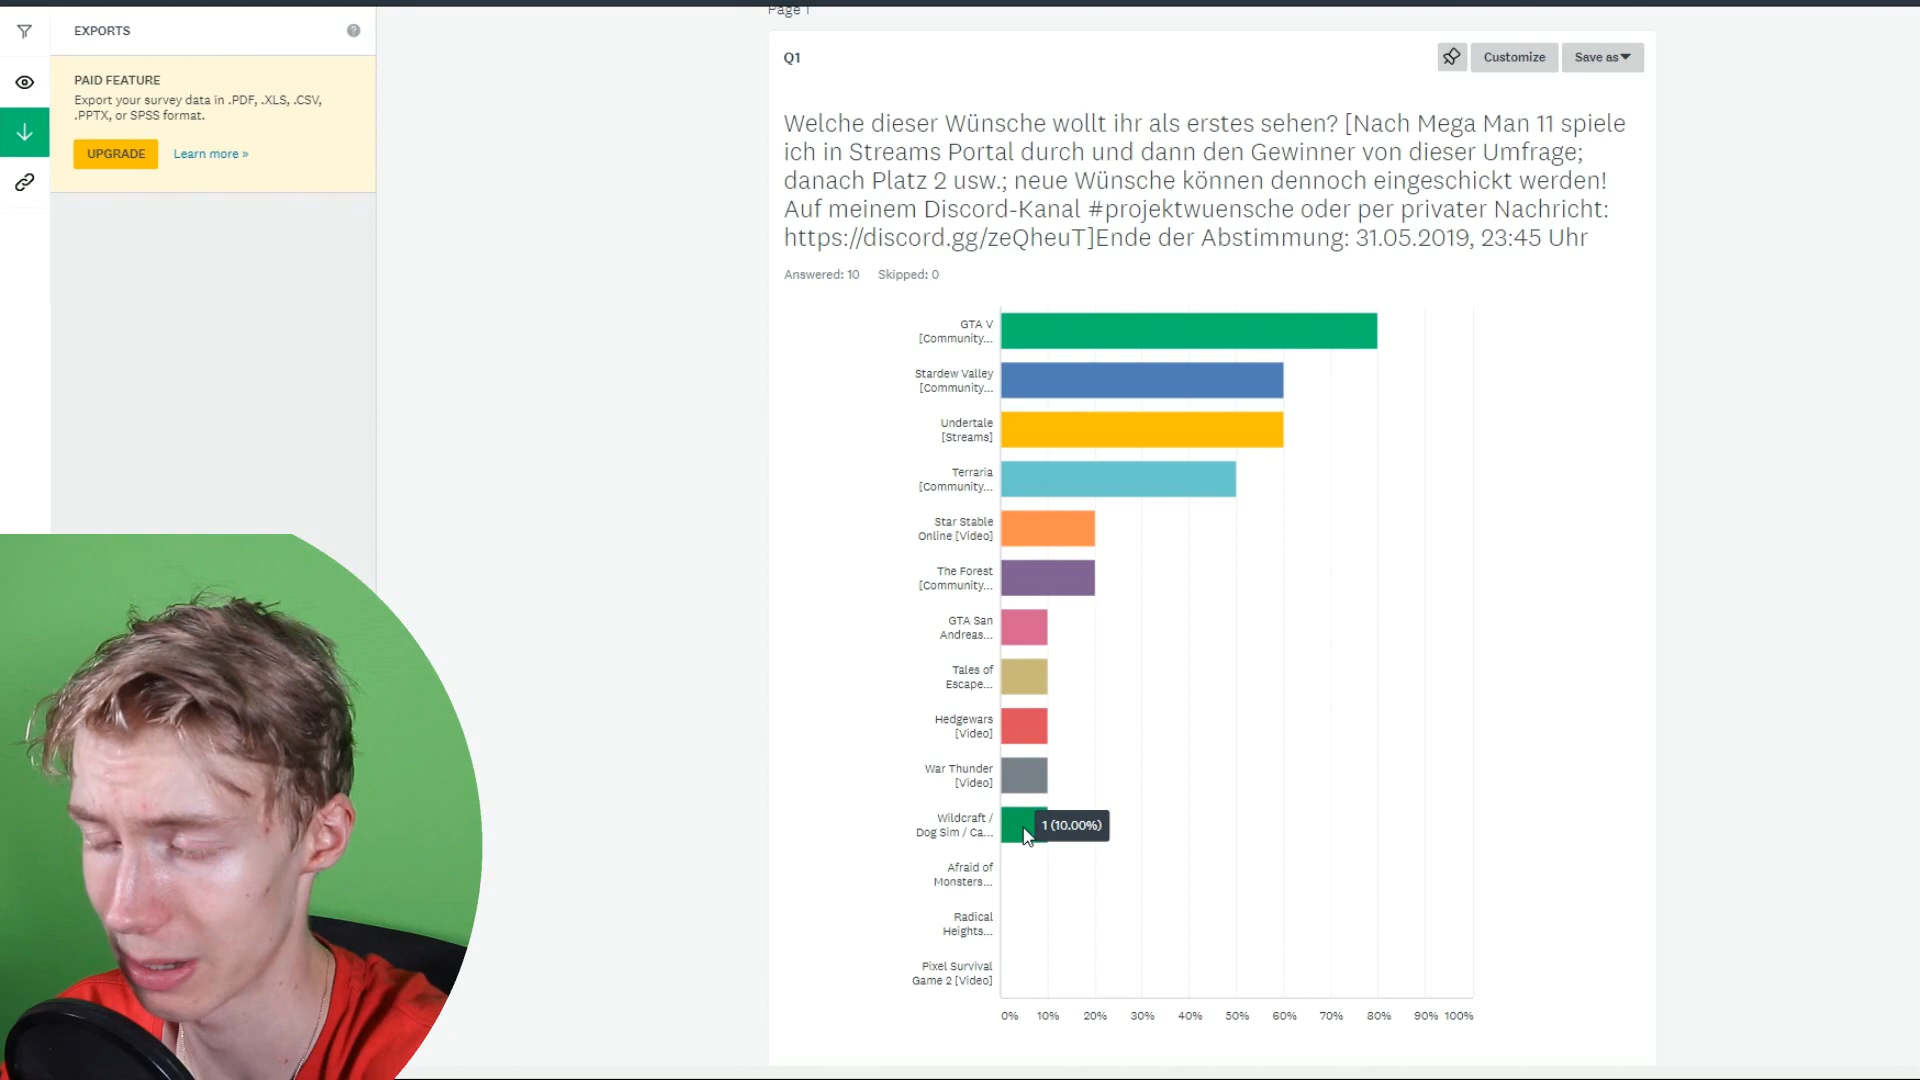 Page 1
EXPORTS
?
PAID FEATURE
Export your survey data in .PDF, .XLS, .CSV,
.PPTX, or SPSS format.
UPGRADE
Learn more »
Q1
Customize
Save as
Welche dieser Wünsche wollt ihr als erstes sehen? [Nach Mega Man 11 spiele
ich in Streams Portal durch und dann den Gewinner von dieser Umfrage;
danach Platz 2 usw.; neue Wünsche können dennoch eingeschickt werden!
Auf meinem Discord-Kanal #projektwuensche oder per privater Nachricht:
https://discord.gg/zeQheuT]Ende der Abstimmung: 31.05.2019, 23:45 Uhr
Answered: 10 Skipped: 0
GTA V
[Community...
Stardew Valley
[Community...
Undertale
[Streams]
Terraria
[Community...
Star Stable
Online [Video]
The Forest
[Community...
GTA San
Andreas...
Tales of
Escape...
Hedgewars
[Video]
War Thunder
[Video]
Wildcraft /
Dog Sim / Ca...
1 (10.00%)
Afraid of
Monsters...
Radical
Heights...
Pixel Survival
Game 2 [Video]
0% 10% 20% 30% 40% 50% 60% 70% 80% 90% 100%